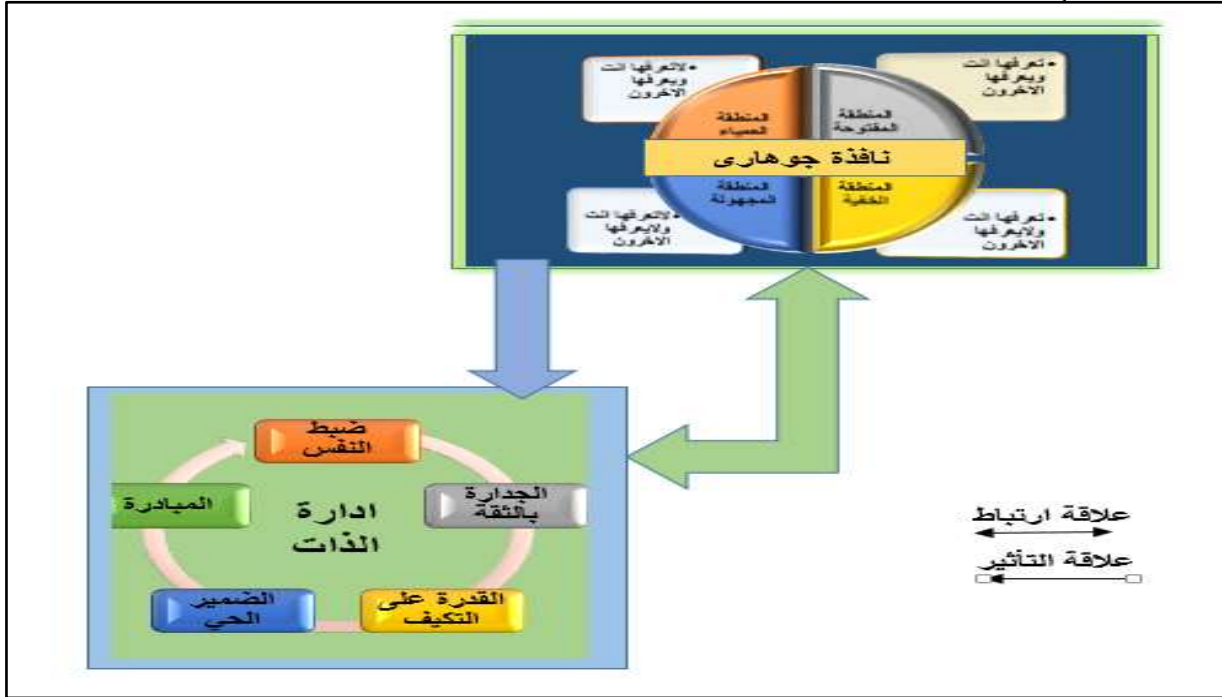 •تعرفها انت
ويعرفها
الاخرون
•لاتعرفها انت
ويعرفها
الاخرون
المنطقة
المفتوحة
المنطقة
العمياء
نافذة جوهارى
المنطقة
الخفية
المنطقة
المجهولة
•تعرفها انت
ولايعرفها
الاخرون
•لاتعرفها انت
ولايعرفها
الاخرون
ضبط
النفس
الجدارة
بالثقة
ادارة
الذات
المبادرة
القدرة على
التكيف
الضمير
الحي
علاقة ارتباط
علاقة التأثير